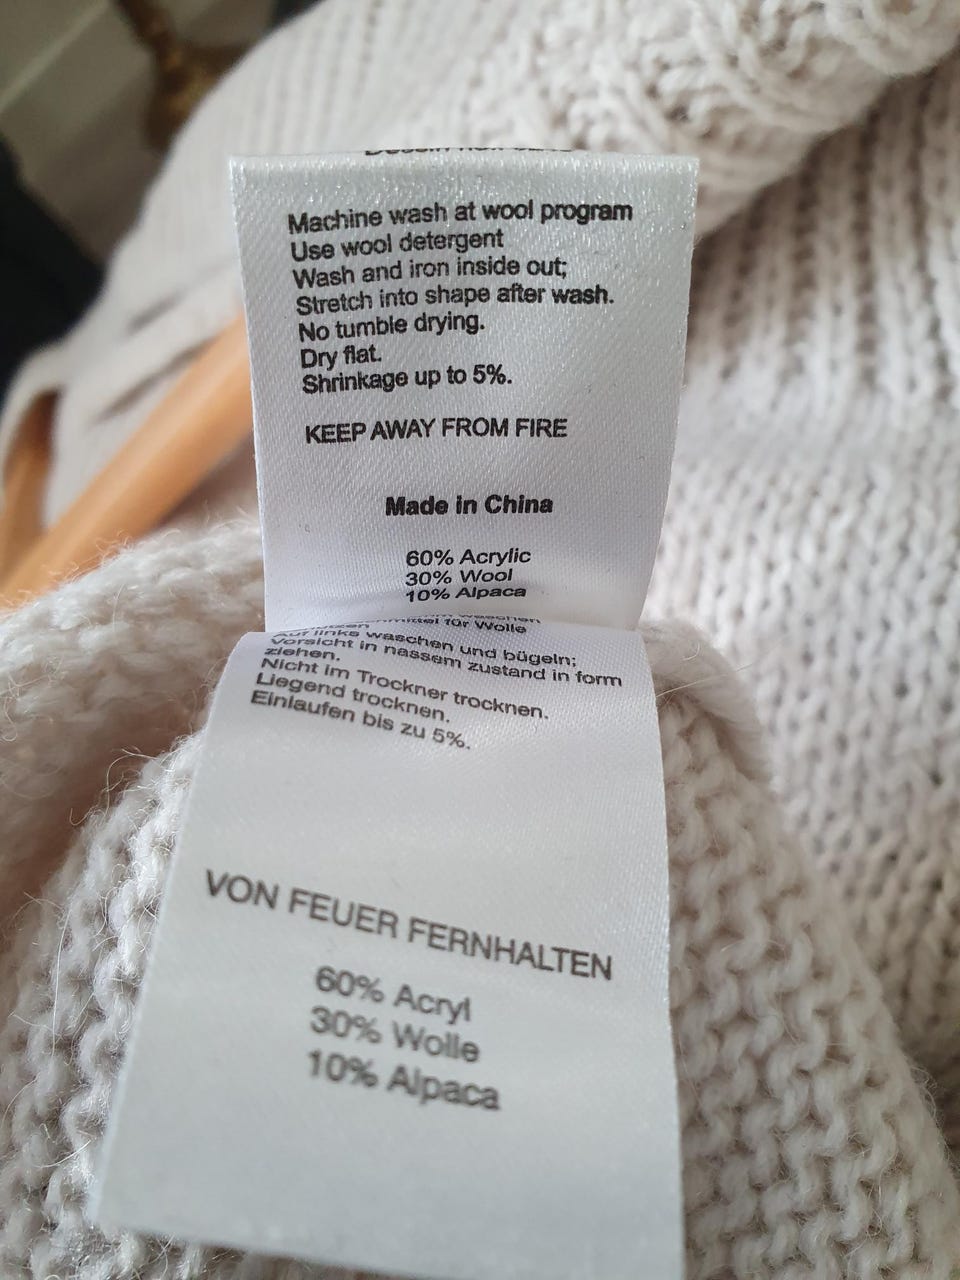 Machine wash at wool program
Use wool detergent
Wash and iron inside out;
Stretch into shape after wash.
No tumble drying.
Dry flat.
Shrinkage up to 5%.
KEEP AWAY FROM FIRE
Made in China
60% Acrylic
30% Wool
10% Alpaca
für Wolle
Auf links waschen und bügeln;
Vorsicht in nassem zustand in form
ziehen.
Nicht im Trockner trocknen.
Liegend trocknen.
Einlaufen bis zu 5%.
VON FEUER FERNHALTEN
60% Acryl
30% Wolle
10% Alpaca